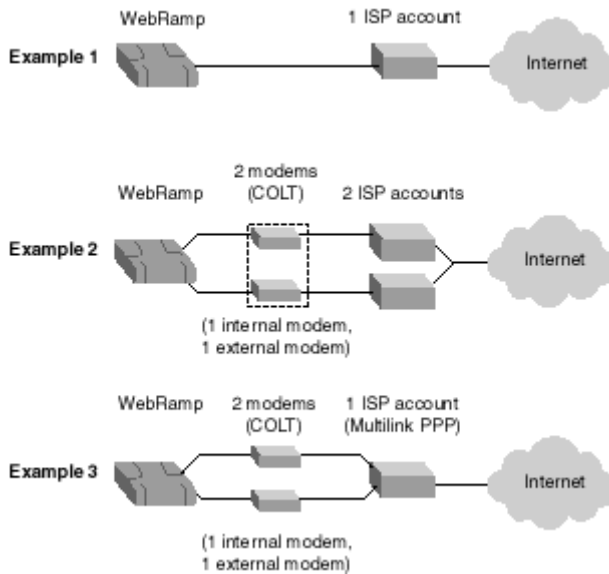 WebRamp
1 ISP account
Example 1
Internet
WebRamp
2 modems
(COLT)
2 ISP accounts
Example 2
Internet
(1 internal modem,
1 external modem)
WebRamp
2 modems
(COLT)
1 ISP account
(Multilink PPP)
Example 3
Internet
(1 internal modem,
1 external modem)